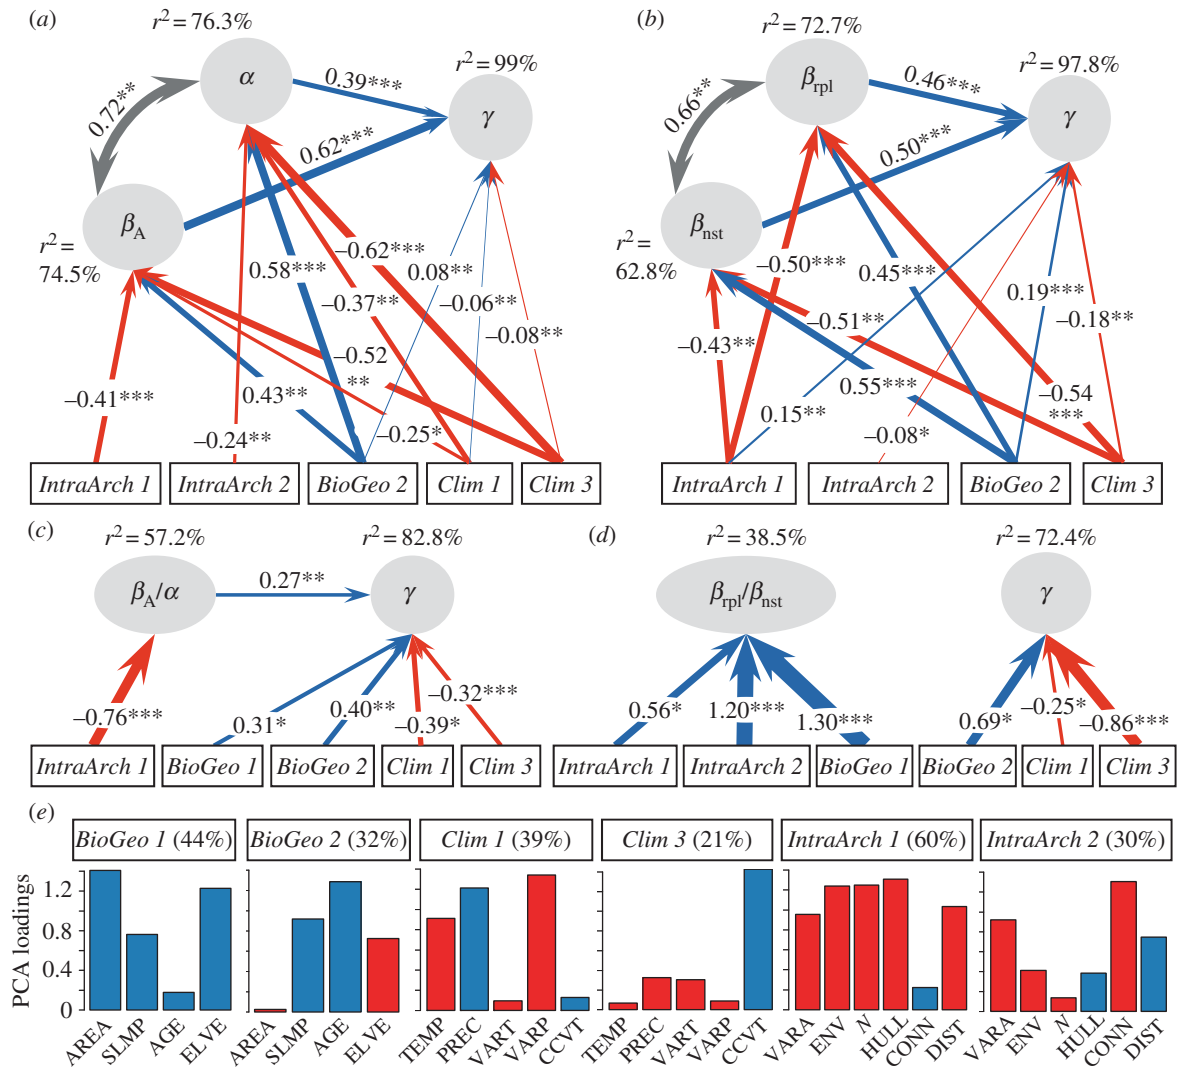 (a)
r² = 76.3%
α
0.39***
r² = 99%
γ
0.72**
0.62***
β_A
r² =
74.5%
–0.62***
0.58***
0.08**
–0.37**
–0.06**
–0.08**
–0.52
**
–0.41***
0.43**
–0.24**
–0.25*
IntraArch 1
IntraArch 2
BioGeo 2
Clim 1
Clim 3
(b)
r² = 72.7%
β_rpl
0.46***
r² = 97.8%
γ
0.66**
0.50***
β_nst
r² =
62.8%
–0.50***
0.45***
0.19***
–0.51**
–0.18**
–0.43**
0.55***
–0.54
***
0.15**
–0.08*
IntraArch 1
IntraArch 2
BioGeo 2
Clim 3
(c)
r² = 57.2%
r² = 82.8%
β_A/α
0.27**
γ
–0.76***
0.31*
0.40**
–0.39*
–0.32***
IntraArch 1
BioGeo 1
BioGeo 2
Clim 1
Clim 3
(d)
r² = 38.5%
r² = 72.4%
β_rpl/β_nst
γ
0.56*
1.20***
1.30***
0.69*
–0.25*
–0.86***
IntraArch 1
IntraArch 2
BioGeo 1
BioGeo 2
Clim 1
Clim 3
(e)
BioGeo 1 (44%)
BioGeo 2 (32%)
Clim 1 (39%)
Clim 3 (21%)
IntraArch 1 (60%)
IntraArch 2 (30%)
PCA loadings
1.2
0.8
0.4
0
AREA
SLMP
AGE
ELVE
AREA
SLMP
AGE
ELVE
TEMP
PREC
VART
VARP
CCVT
TEMP
PREC
VART
VARP
CCVT
VARA
ENV
N
HULL
CONN
DIST
VARA
ENV
N
HULL
CONN
DIST